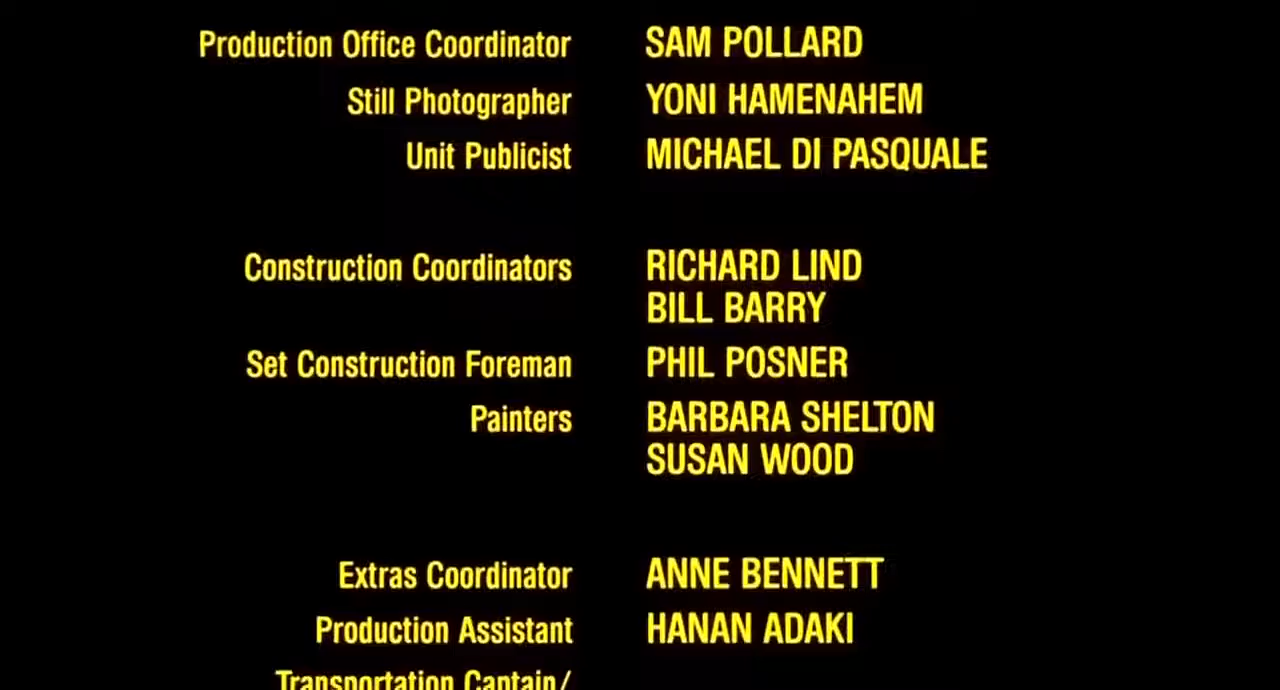 Production Office Coordinator SAM POLLARD
Still Photographer YONI HAMENAHEM
Unit Publicist MICHAEL DI PASQUALE
Construction Coordinators RICHARD LIND
BILL BARRY
Set Construction Foreman PHIL POSNER
Painters BARBARA SHELTON
SUSAN WOOD
Extras Coordinator ANNE BENNETT
Production Assistant HANAN ADAKI
Transportation Captain/